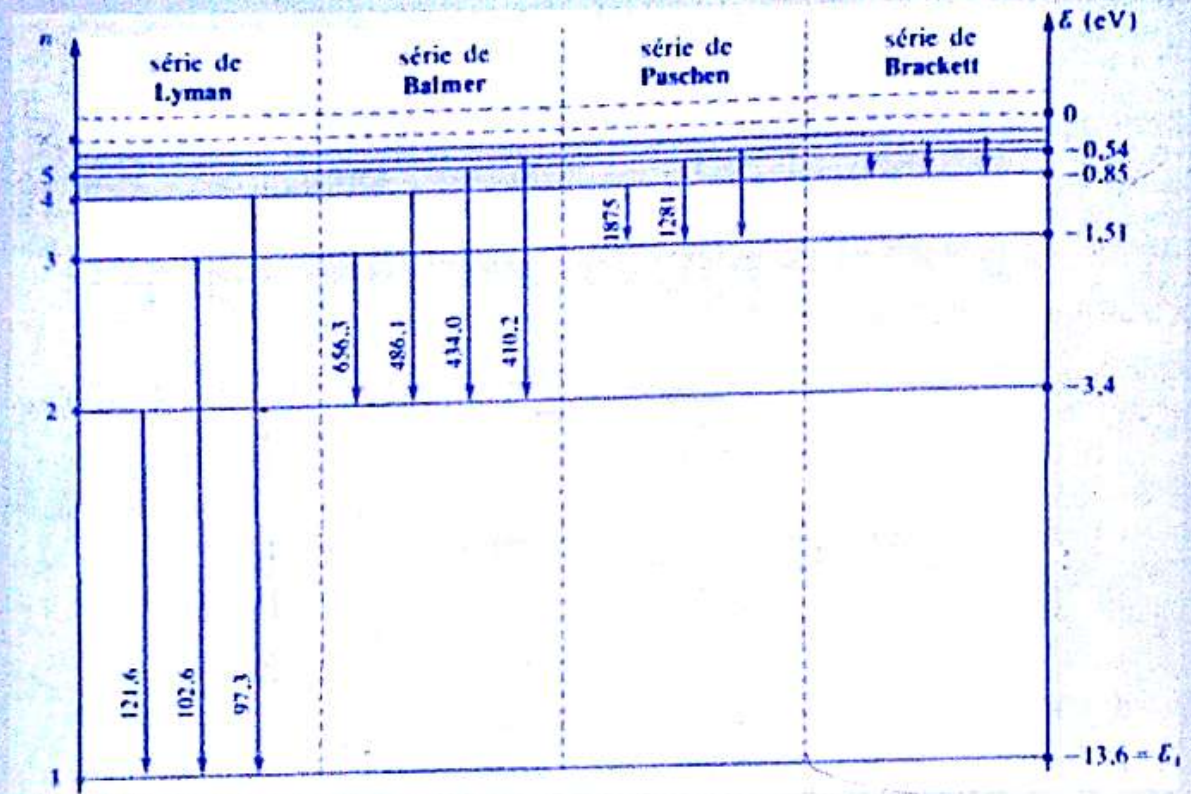 n
série de
Lyman
série de
Balmer
série de
Paschen
série de
Brackett
ℰ (eV)
0
−0,54
−0,85
−1,51
−3,4
−13,6 = ℰ₁
5
4
3
2
1
121,6
102,6
97,3
656,3
486,1
434,0
410,2
1875
1281